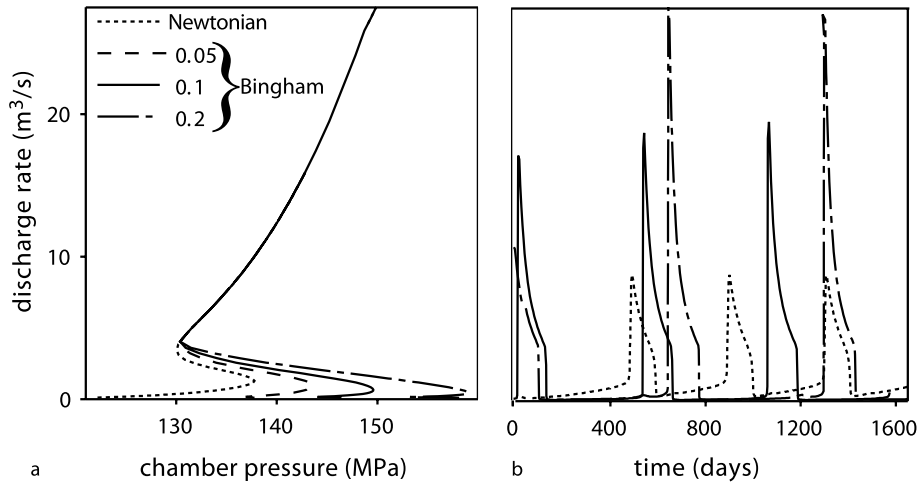 Newtonian
0.05
0.1
0.2
Bingham
discharge rate (m³/s)
20
10
0
130
140
150
chamber pressure (MPa)
a
0
400
800
1200
1600
time (days)
b